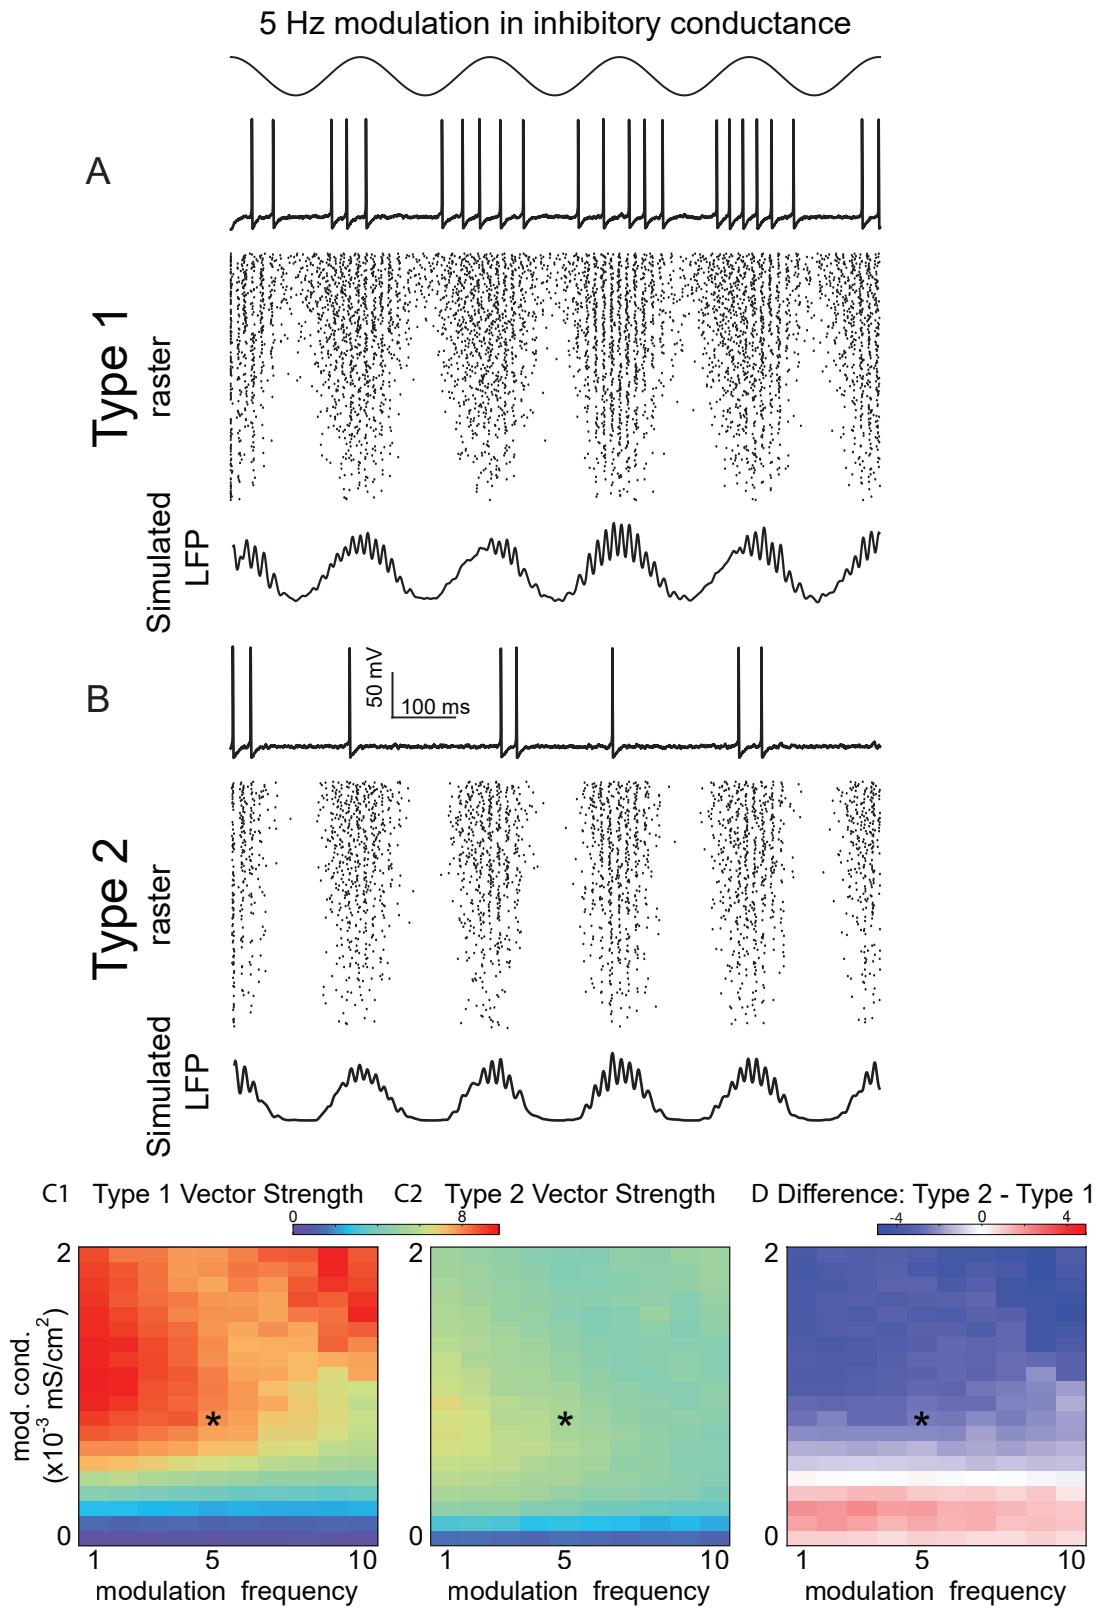 5 Hz modulation in inhibitory conductance
A
Type 1
raster
Simulated
LFP
B
50 mV
100 ms
Type 2
raster
Simulated
LFP
C1 Type 1 Vector Strength
0 8
C2 Type 2 Vector Strength
D Difference: Type 2 - Type 1
-4 0 4
mod. cond.
(x10⁻³ mS/cm²)
2
0
*
1 5 10
modulation frequency
2
0
*
1 5 10
modulation frequency
2
0
*
1 5 10
modulation frequency